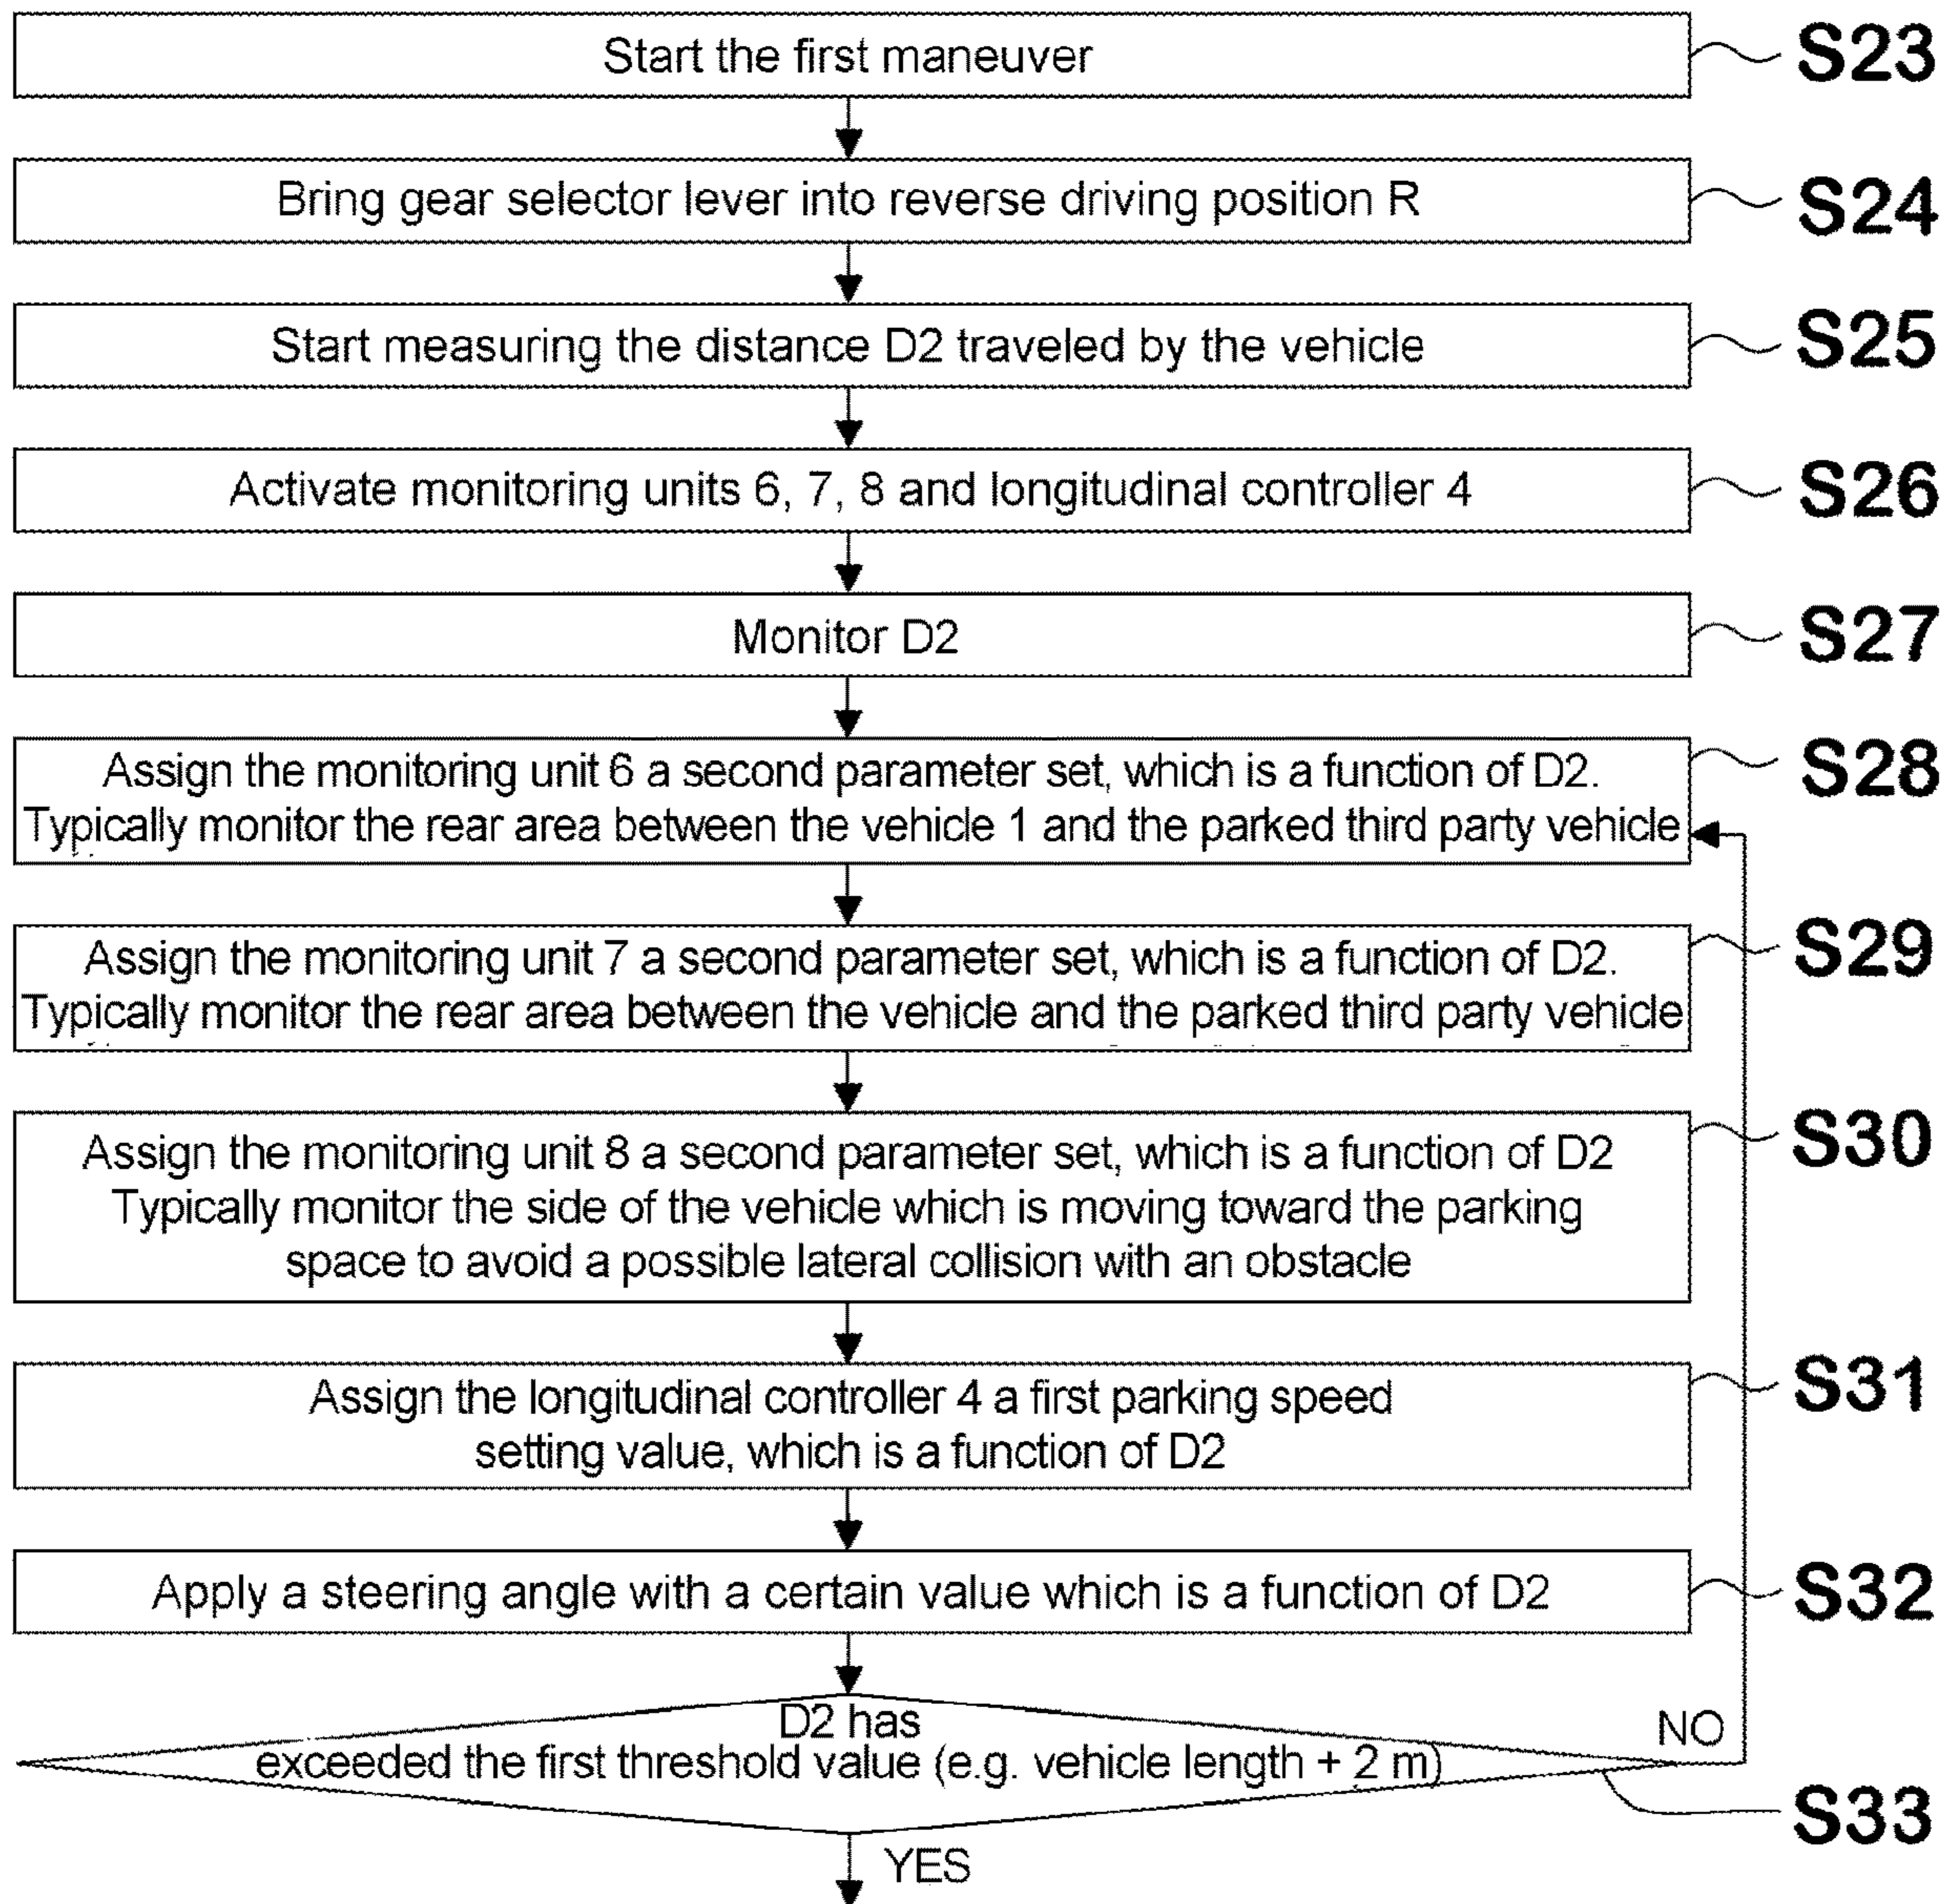 Start the first maneuver
S23
Bring gear selector lever into reverse driving position R
S24
Start measuring the distance D2 traveled by the vehicle
S25
Activate monitoring units 6, 7, 8 and longitudinal controller 4
S26
Monitor D2
S27
Assign the monitoring unit 6 a second parameter set, which is a function of D2.
Typically monitor the rear area between the vehicle 1 and the parked third party vehicle
S28
Assign the monitoring unit 7 a second parameter set, which is a function of D2.
Typically monitor the rear area between the vehicle and the parked third party vehicle
S29
Assign the monitoring unit 8 a second parameter set, which is a function of D2
Typically monitor the side of the vehicle which is moving toward the parking
space to avoid a possible lateral collision with an obstacle
S30
Assign the longitudinal controller 4 a first parking speed
setting value, which is a function of D2
S31
Apply a steering angle with a certain value which is a function of D2
S32
D2 has
exceeded the first threshold value (e.g. vehicle length + 2 m)
NO
S33
YES